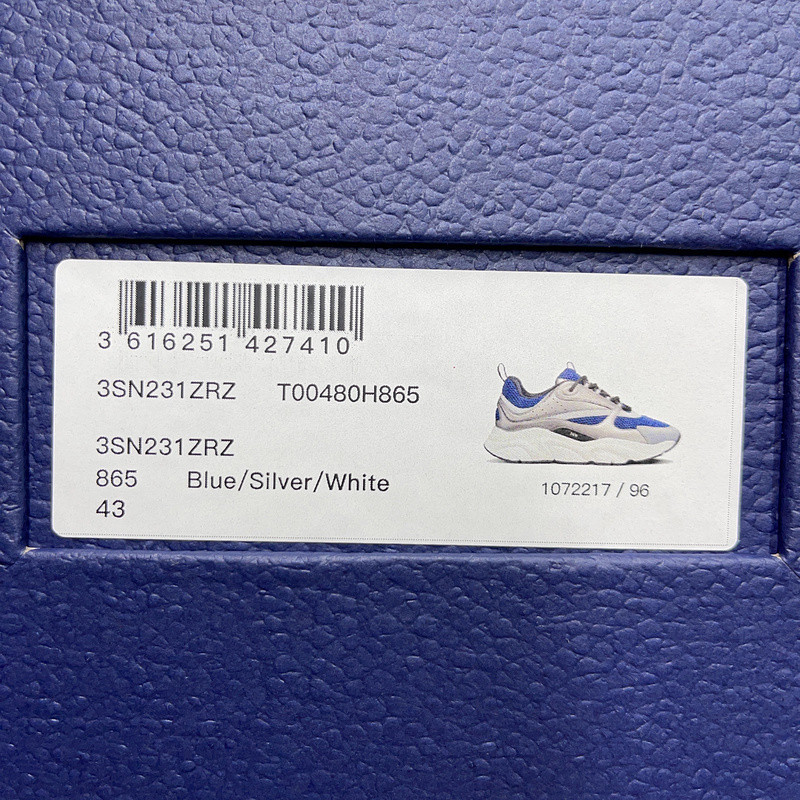 3 616251 427410
3SN231ZRZ T00480H865
3SN231ZRZ
865 Blue/Silver/White
43
1072217 / 96